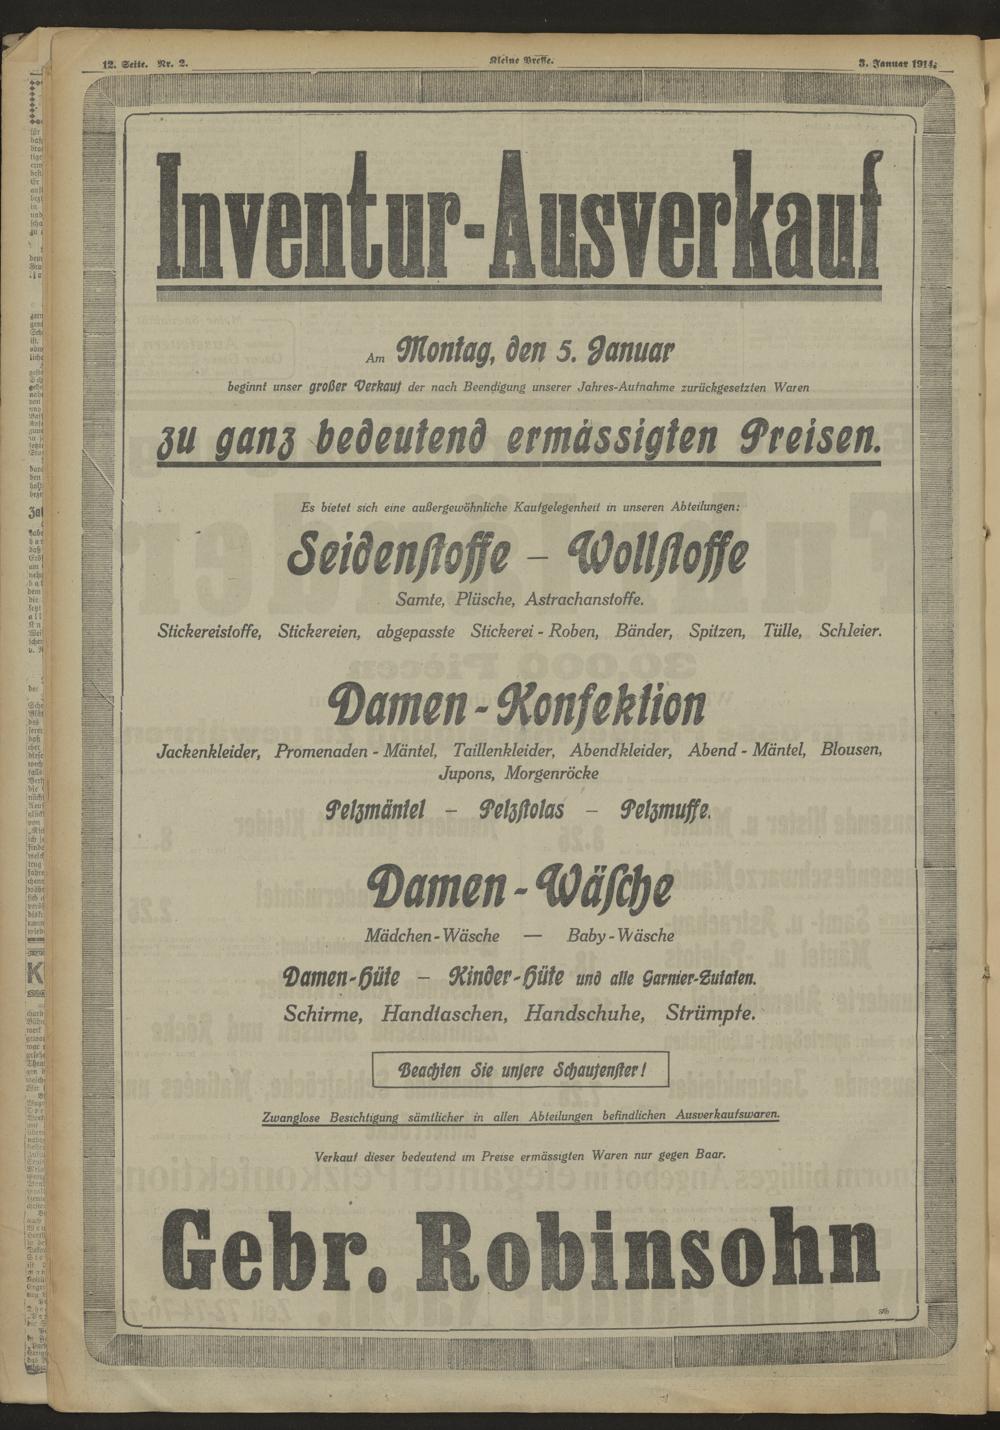 12. Seite. Nr. 2.
Kleine Presse.
3. Januar 1914.
Inventur-Ausverkauf
Am Montag, den 5. Januar
beginnt unser großer Verkauf der nach Beendigung unserer Jahres-Aufnahme zurückgesetzten Waren
zu ganz bedeutend ermässigten Preisen.
Es bietet sich eine außergewöhnliche Kaufgelegenheit in unseren Abteilungen:
Seidenstoffe – Wollstoffe
Samte, Plüsche, Astrachanstoffe.
Stickereistoffe, Stickereien, abgepasste Stickerei-Roben, Bänder, Spitzen, Tülle, Schleier.
Damen-Konfektion
Jackenkleider, Promenaden-Mäntel, Taillenkleider, Abendkleider, Abend-Mäntel, Blousen,
Jupons, Morgenröcke
Pelzmäntel – Pelzstolas – Pelzmuffe.
Damen-Wäsche
Mädchen-Wäsche — Baby-Wäsche
Damen-Hüte – Kinder-Hüte und alle Garnier-Zutaten.
Schirme, Handtaschen, Handschuhe, Strümpfe.
Beachten Sie unsere Schaufenster!
Zwanglose Besichtigung sämtlicher in allen Abteilungen befindlichen Ausverkaufswaren.
Verkauf dieser bedeutend im Preise ermässigten Waren nur gegen Baar.
Gebr. Robinsohn